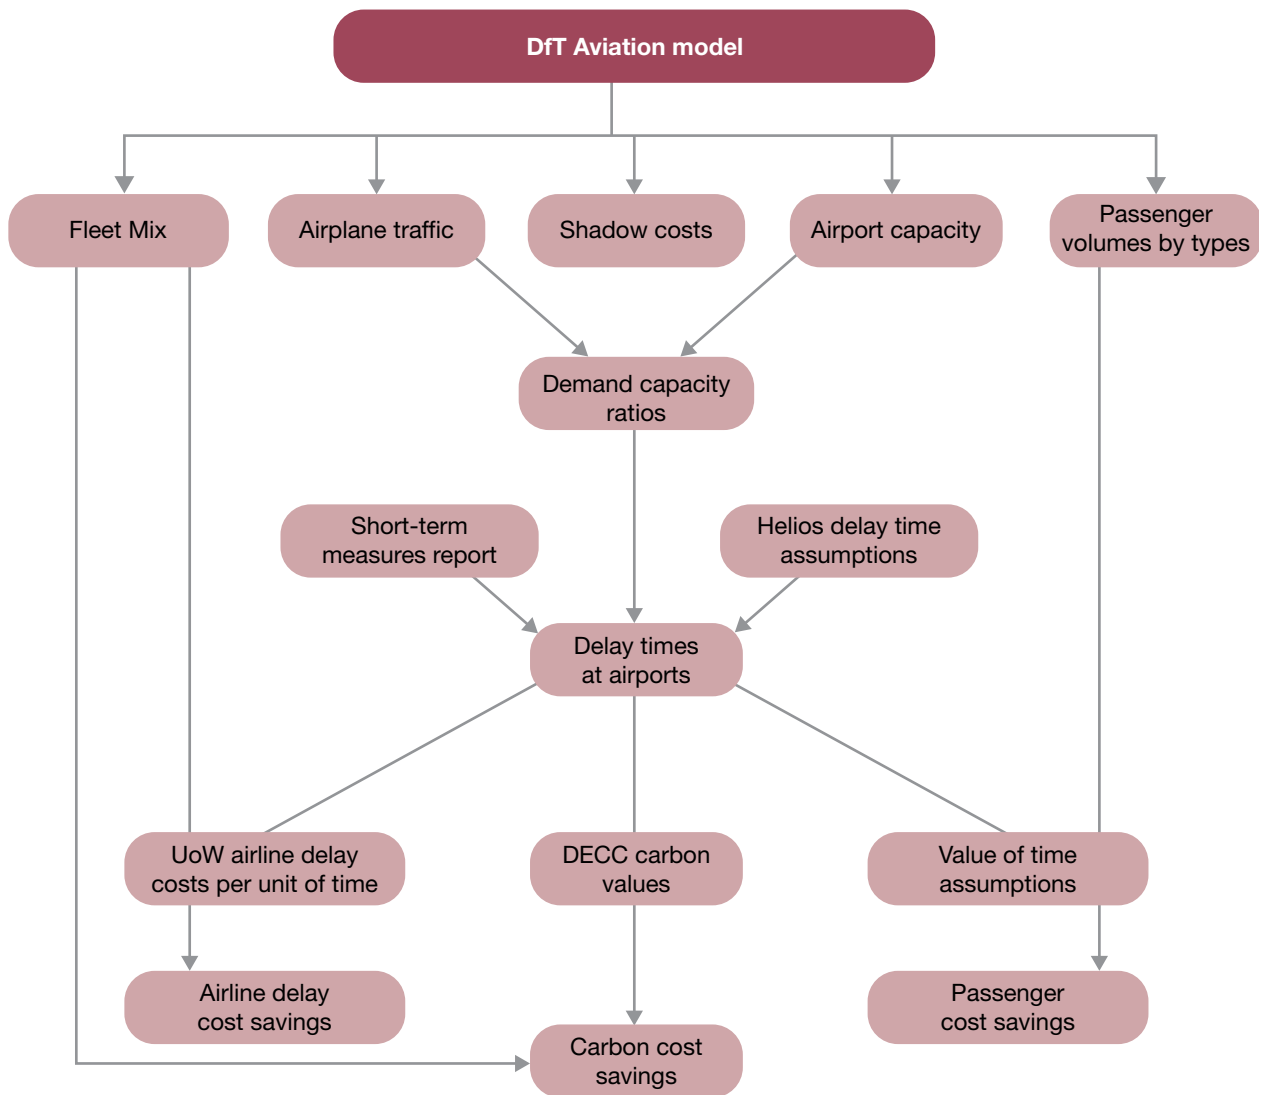 DfT Aviation model
Fleet Mix
Airplane traffic
Shadow costs
Airport capacity
Passenger
volumes by types
Demand capacity
ratios
Short-term
measures report
Helios delay time
assumptions
Delay times
at airports
UoW airline delay
costs per unit of time
DECC carbon
values
Value of time
assumptions
Airline delay
cost savings
Passenger
cost savings
Carbon cost
savings